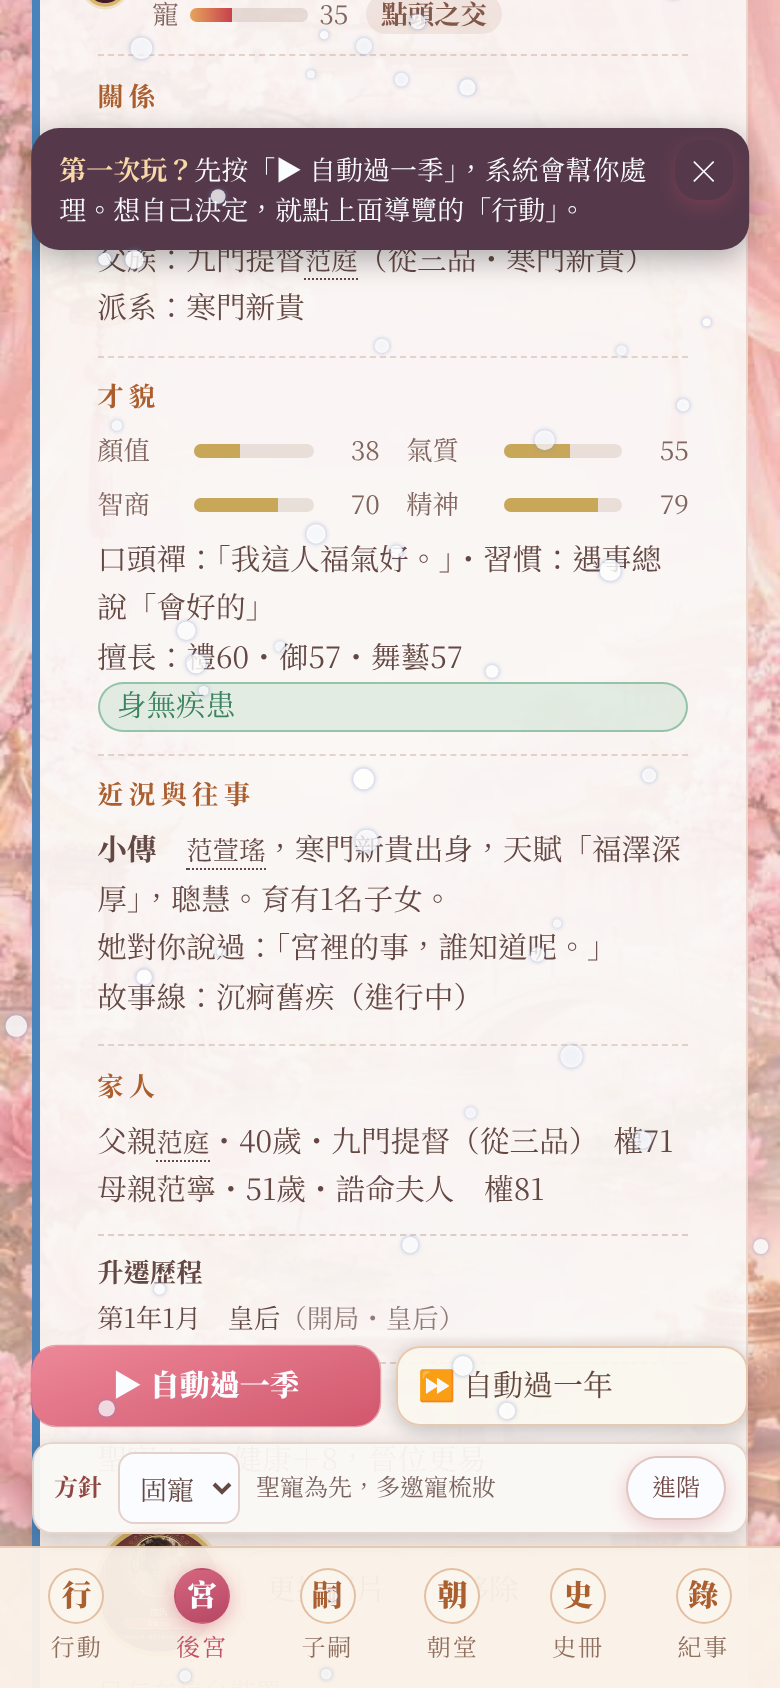 寵 35 點頭之交
關係
第一次玩？先按「▶ 自動過一季」，系統會幫你處
理。想自己決定，就點上面導覽的「行動」。
父族：九門提督范庭（從三品・寒門新貴）
派系：寒門新貴
才貌
顏值 38 氣質 55
智商 70 精神 79
口頭禪：「我這人福氣好。」・習慣：遇事總
說「會好的」
擅長：禮60・御57・舞藝57
身無疾患
近況與往事
小傳 范萱瑤，寒門新貴出身，天賦「福澤深
厚」，聰慧。育有1名子女。
她對你說過：「宮裡的事，誰知道呢。」
故事線：沉痾舊疾（進行中）
家人
父親范庭・40歲・九門提督（從三品） 權71
母親范寧・51歲・誥命夫人 權81
升遷歷程
第1年1月 皇后（開局・皇后）
▶ 自動過一季 ⏩ 自動過一年
方針 固寵 聖寵為先，多邀寵梳妝 進階
行 宮 嗣 朝 史 錄
行動 後宮 子嗣 朝堂 史冊 紀事